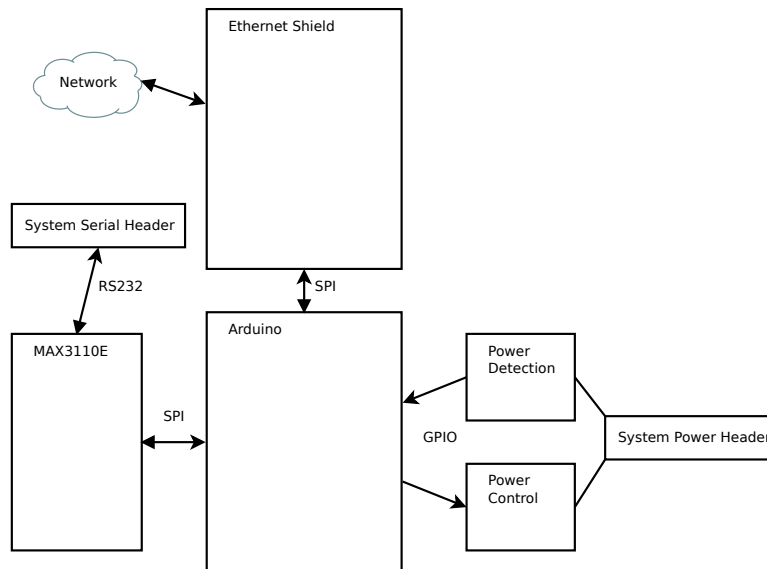 Ethernet Shield
Network
System Serial Header
RS232
SPI
MAX3110E
Arduino
Power
Detection
SPI
GPIO
System Power Header
Power
Control